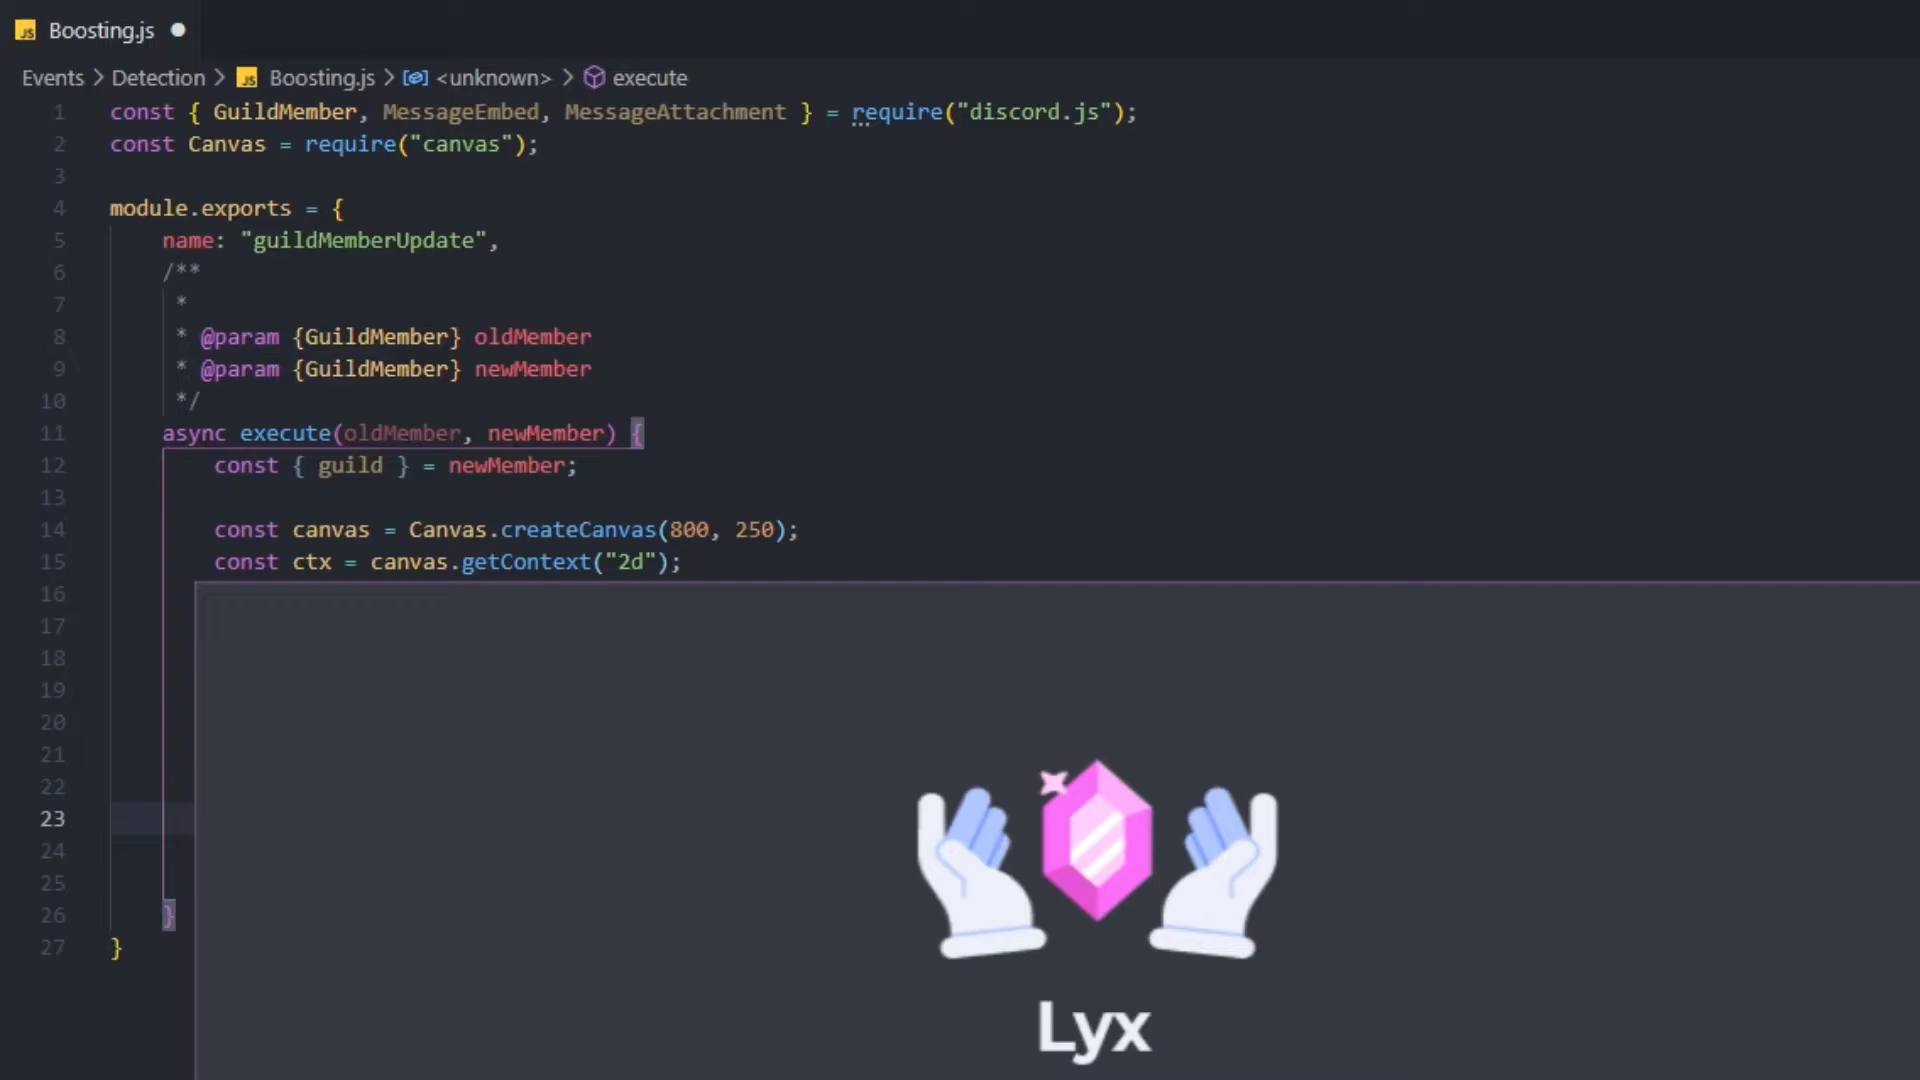 JS Boosting.js
Events > Detection > JS Boosting.js > <unknown> > execute
1 const { GuildMember, MessageEmbed, MessageAttachment } = require("discord.js");
2 const Canvas = require("canvas");
3
4 module.exports = {
5 name: "guildMemberUpdate",
6 /**
7 *
8 * @param {GuildMember} oldMember
9 * @param {GuildMember} newMember
10 */
11 async execute(oldMember, newMember) {
12 const { guild } = newMember;
13
14 const canvas = Canvas.createCanvas(800, 250);
15 const ctx = canvas.getContext("2d");
16
17
18
19
20
21
22
23
24
25
26 }
27 }
Lyx